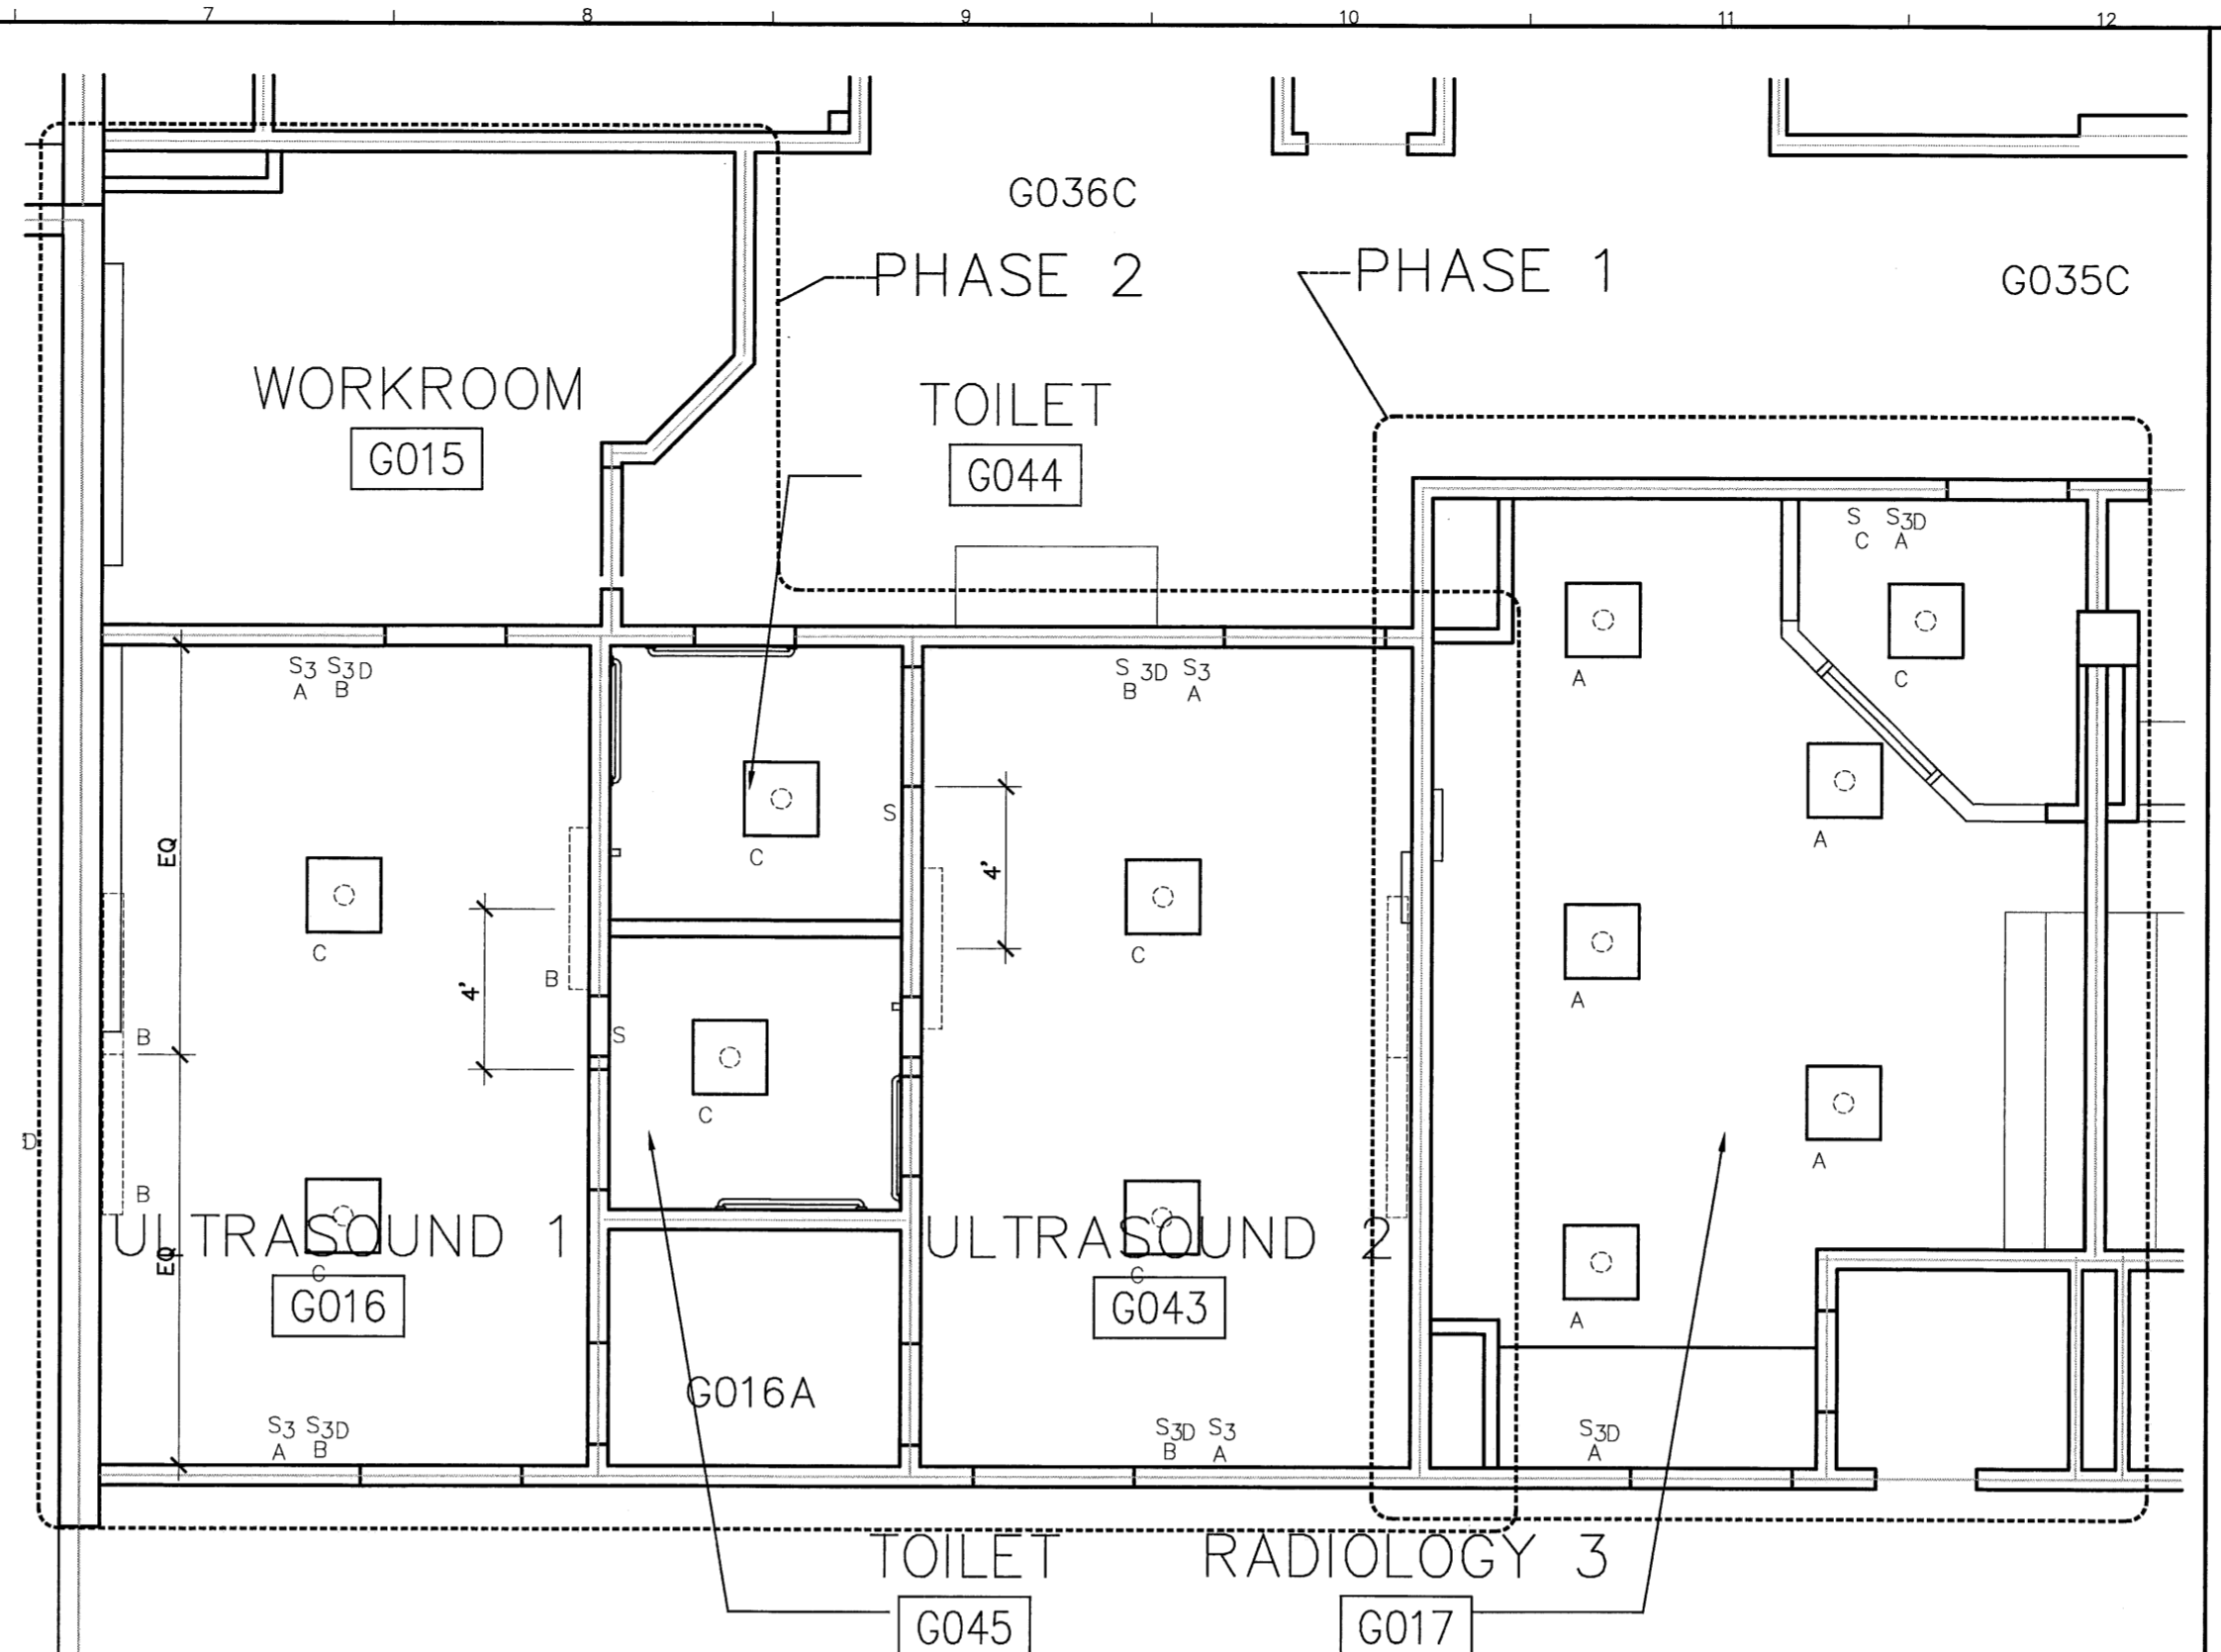 7 8 9 10 11 12
G036C
PHASE 2
PHASE 1
G035C
WORKROOM
G015
TOILET
G044
S S3D
C A
A
C
S3 S3D
A B
S 3D S3
B A
A
S
C
EQ
4'
C
C
B
4'
A
B
S
C
A
D
B
ULTRASOUND 1
EQ
C
G016
ULTRASOUND 2
C
G043
A
G016A
S3 S3D
A B
S3D S3
B A
S3D
A
TOILET
G045
RADIOLOGY 3
G017